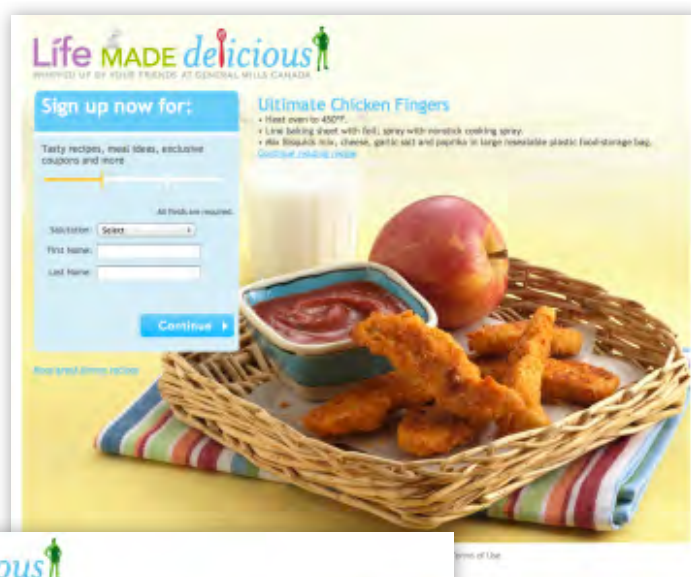 Life MADE delicious
WHIPPED UP BY YOUR FRIENDS AT GENERAL MILLS CANADA
Sign up now for:
Tasty recipes, meal ideas, exclusive
coupons and more
All fields are required.
Salutation: Select
First Name:
Last Name:
Continue
Ultimate Chicken Fingers
• Heat oven to 450°F.
• Line baking sheet with foil; spray with nonstick cooking spray.
• Mix Bisquick mix, cheese, garlic salt and paprika in large resealable plastic food-storage bag.
Continue reading recipe
Terms of Use